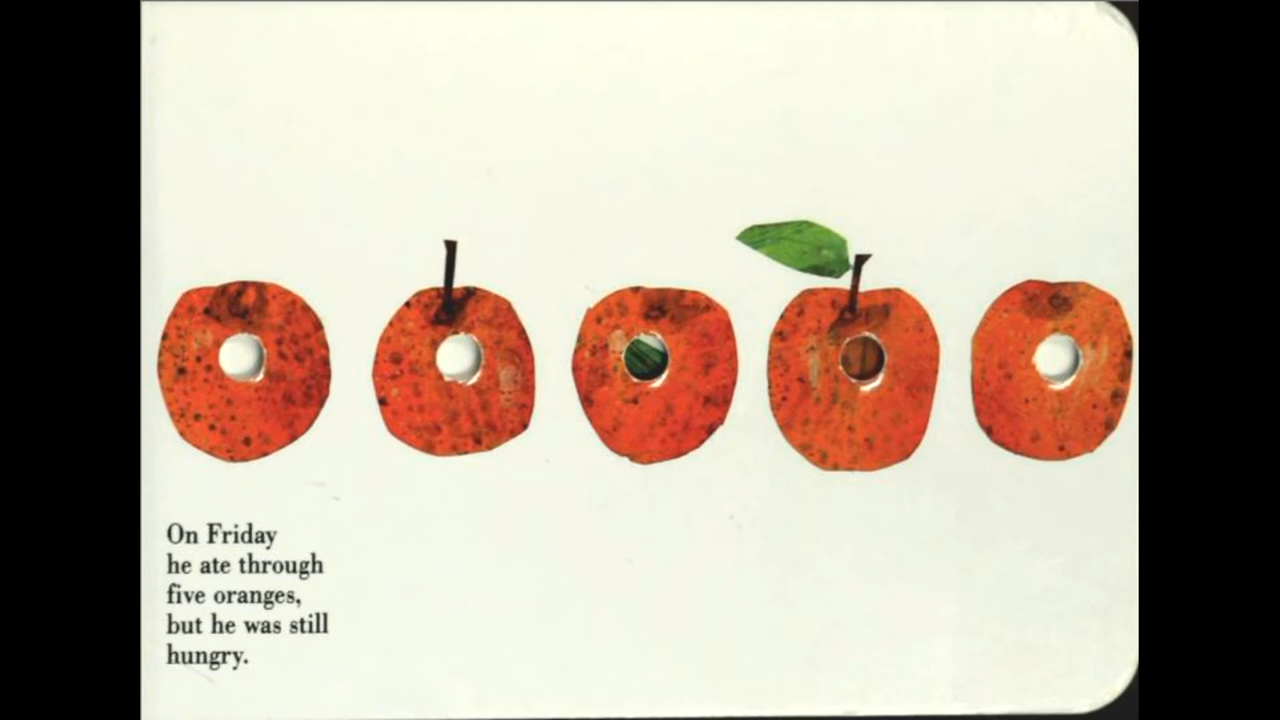 On Friday
he ate through
five oranges,
but he was still
hungry.